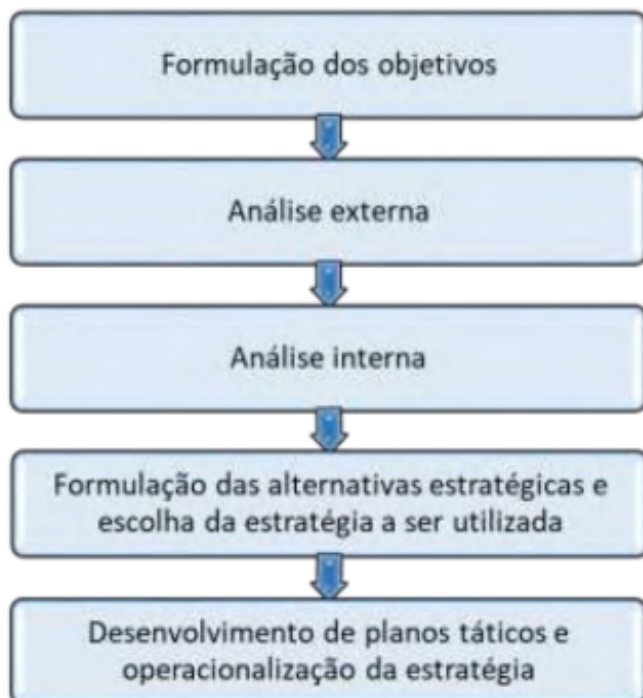 Formulação dos objetivos
Análise externa
Análise interna
Formulação das alternativas estratégicas e
escolha da estratégia a ser utilizada
Desenvolvimento de planos táticos e
operacionalização da estratégia